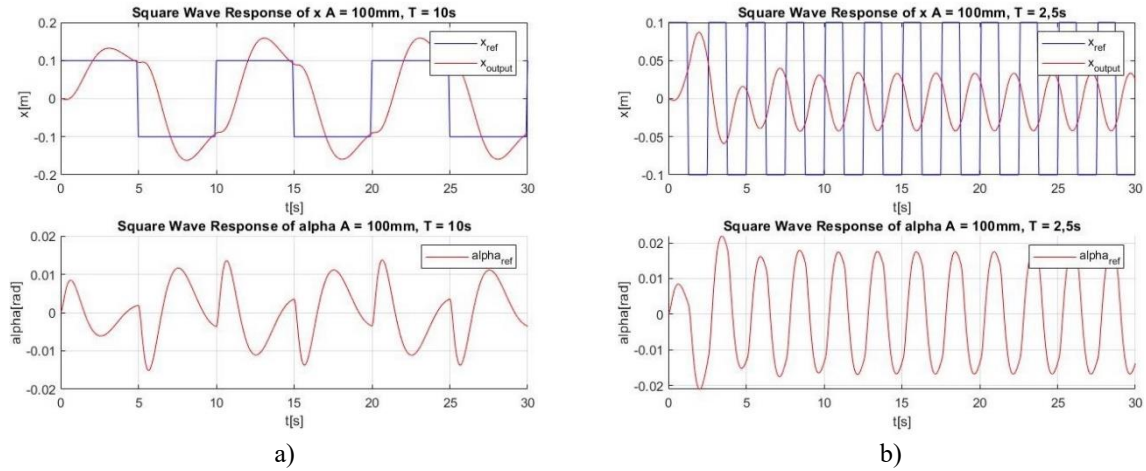 Square Wave Response of x A = 100mm, T = 10s
0.2
0.1
0
-0.1
-0.2
x[m]
x_ref
x_output
0 5 10 15 20 25 30
t[s]
Square Wave Response of alpha A = 100mm, T = 10s
0.02
0.01
0
-0.01
-0.02
alpha[rad]
alpha_ref
0 5 10 15 20 25 30
t[s]
a)
Square Wave Response of x A = 100mm, T = 2,5s
0.1
0.05
0
-0.05
-0.1
x[m]
x_ref
x_output
0 5 10 15 20 25 30
t[s]
Square Wave Response of alpha A = 100mm, T = 2,5s
0.02
0.01
0
-0.01
-0.02
alpha[rad]
alpha_ref
0 5 10 15 20 25 30
t[s]
b)